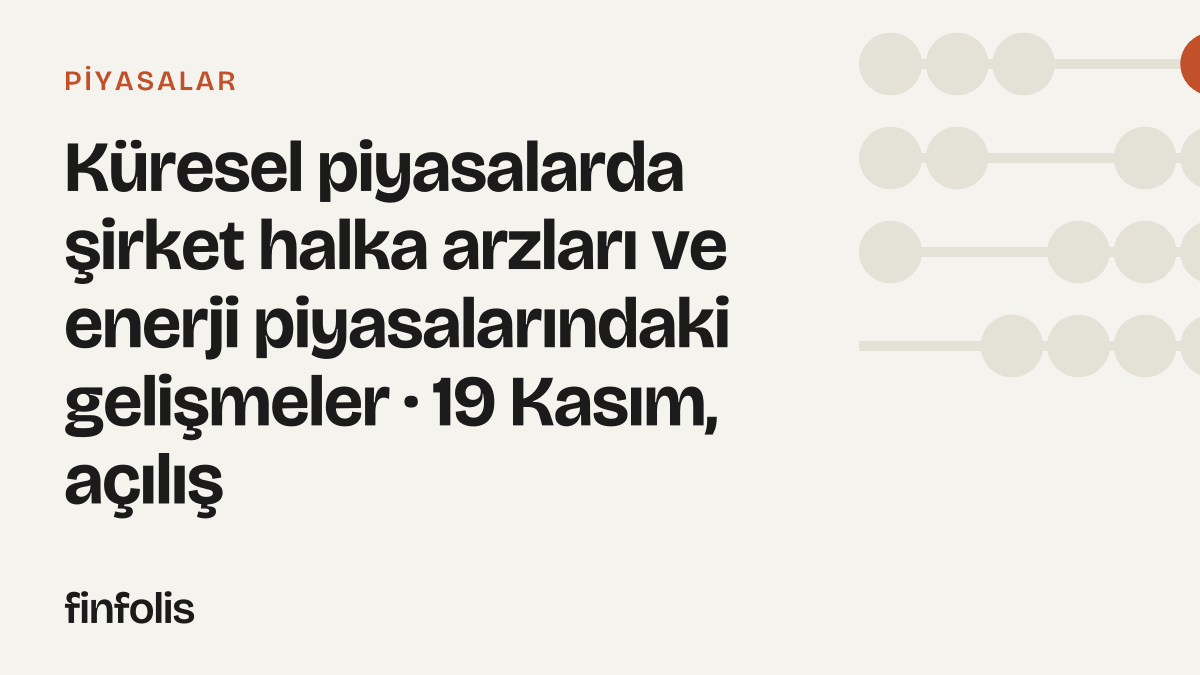 PİYASALAR
Küresel piyasalarda
şirket halka arzları ve
enerji piyasalarındaki
gelişmeler · 19 Kasım,
açılış
finfolis